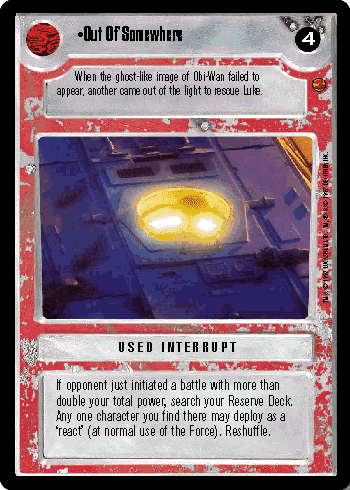 •Out Of Somewhere
4
When the ghost-like image of Obi-Wan failed to
appear, another came out of the light to rescue Luke.
USED INTERRUPT
If opponent just initiated a battle with more than
double your total power, search your Reserve Deck.
Any one character you find there may deploy as a
'react' (at normal use of the Force). Reshuffle.